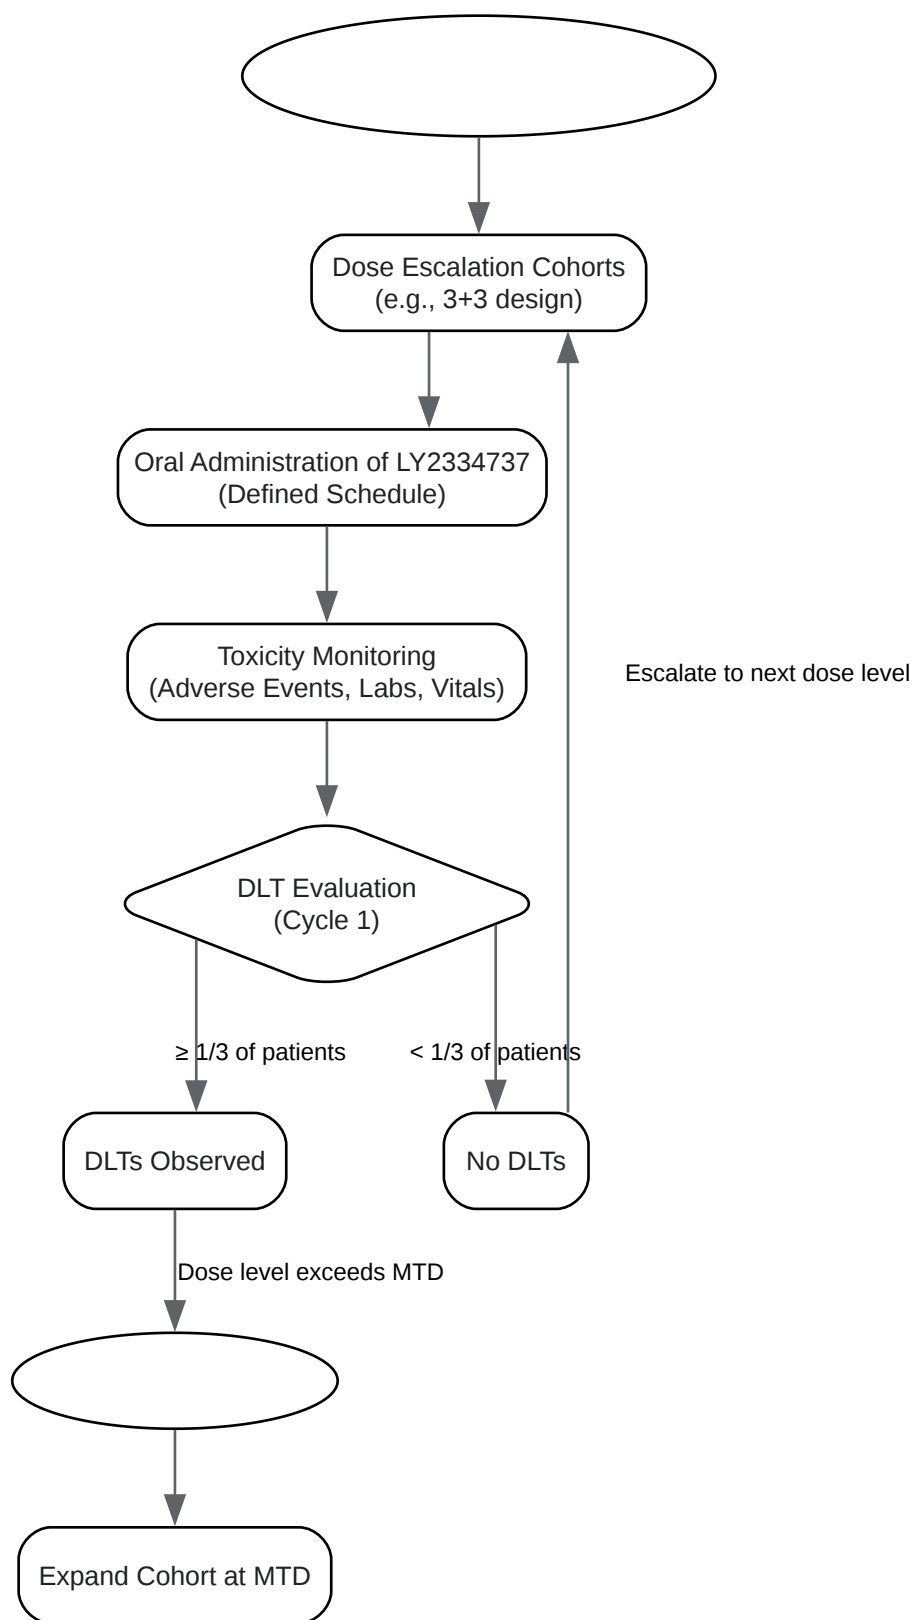 Dose Escalation Cohorts
(e.g., 3+3 design)
Oral Administration of LY2334737
(Defined Schedule)
Toxicity Monitoring
(Adverse Events, Labs, Vitals)
Escalate to next dose level
DLT Evaluation
(Cycle 1)
≥ 1/3 of patients
< 1/3 of patients
DLTs Observed
No DLTs
Dose level exceeds MTD
Expand Cohort at MTD